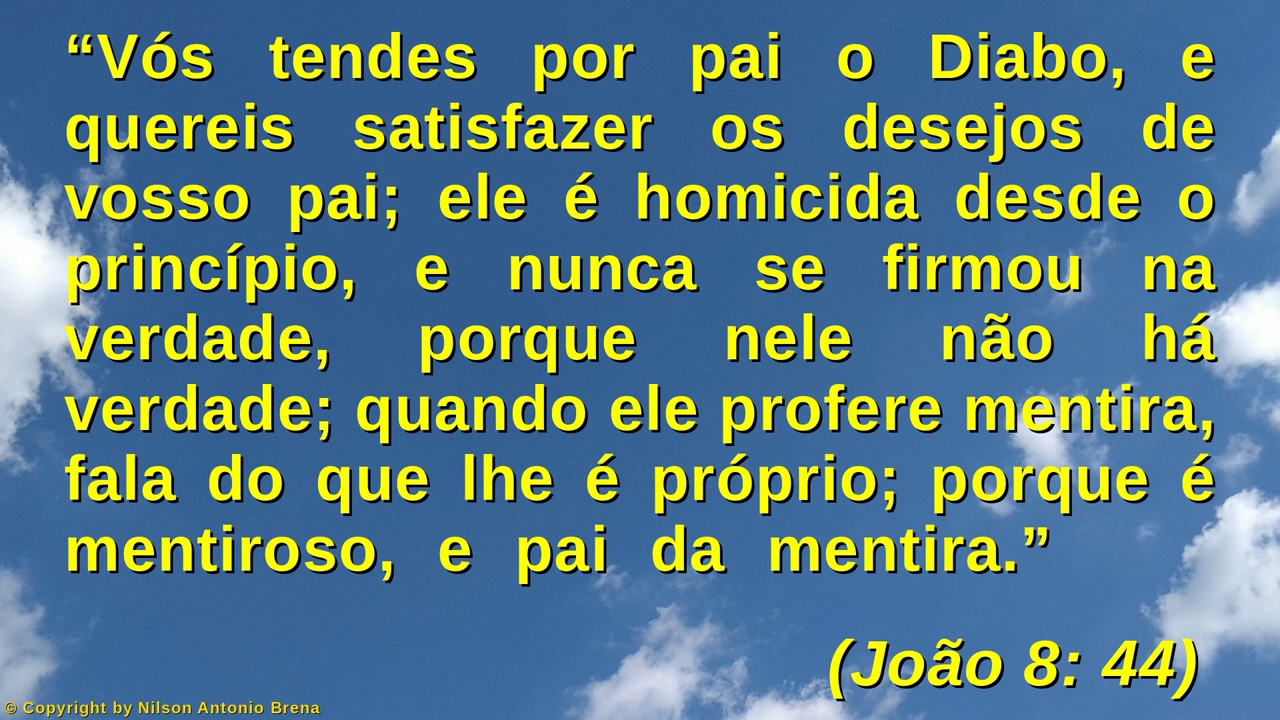 “Vós tendes por pai o Diabo, e
quereis satisfazer os desejos de
vosso pai; ele é homicida desde o
princípio, e nunca se firmou na
verdade, porque nele não há
verdade; quando ele profere mentira,
fala do que lhe é próprio; porque é
mentiroso, e pai da mentira.”
(João 8: 44)
© Copyright by Nilson Antonio Brena